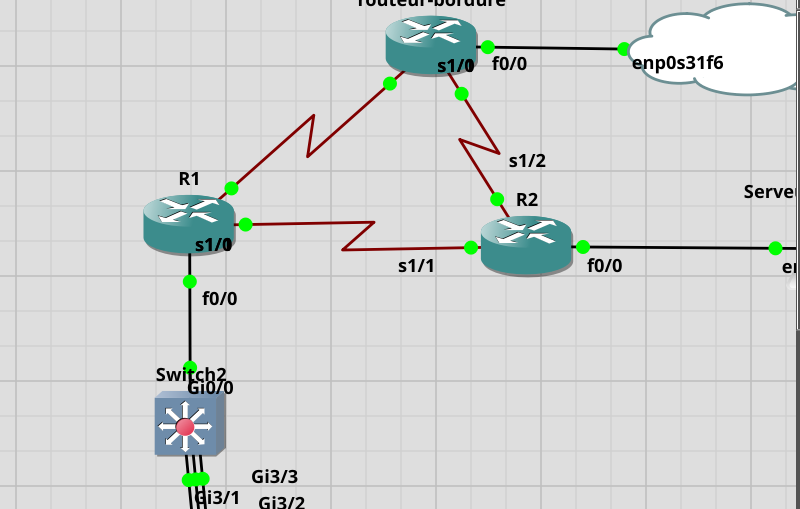 routeur-bordure
s1/0
f0/0
enp0s31f6
s1/2
R1
R2
Serveu
s1/0
s1/1
f0/0
en
f0/0
Switch2
Gi0/0
Gi3/3
Gi3/1
Gi3/2